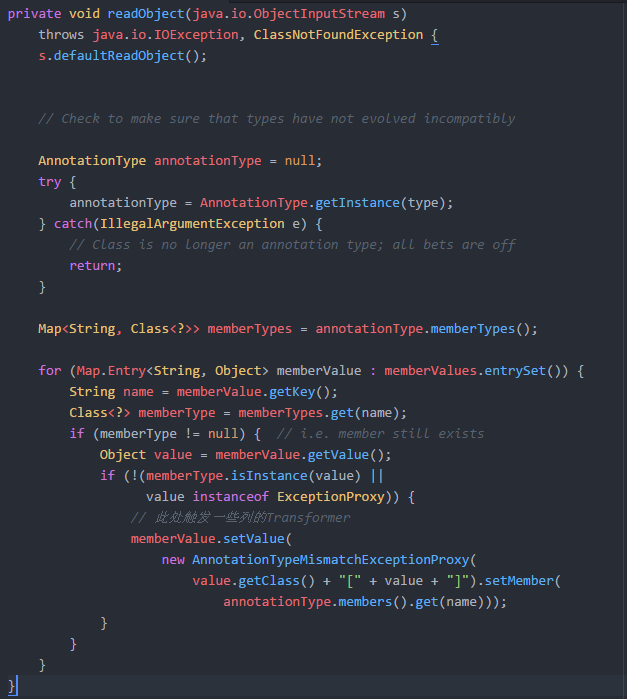 private void readObject(java.io.ObjectInputStream s)
    throws java.io.IOException, ClassNotFoundException {
    s.defaultReadObject();
    // Check to make sure that types have not evolved incompatibly
    AnnotationType annotationType = null;
    try {
        annotationType = AnnotationType.getInstance(type);
    } catch(IllegalArgumentException e) {
        // Class is no longer an annotation type; all bets are off
        return;
    }
    Map<String, Class<?>> memberTypes = annotationType.memberTypes();
    for (Map.Entry<String, Object> memberValue : memberValues.entrySet()) {
        String name = memberValue.getKey();
        Class<?> memberType = memberTypes.get(name);
        if (memberType != null) {  // i.e. member still exists
            Object value = memberValue.getValue();
            if (!(memberType.isInstance(value) ||
                  value instanceof ExceptionProxy)) {
                // 此处触发一些列的Transformer
                memberValue.setValue(
                    new AnnotationTypeMismatchExceptionProxy(
                        value.getClass() + "[" + value + "]").setMember(
                            annotationType.members().get(name)));
            }
        }
    }
}